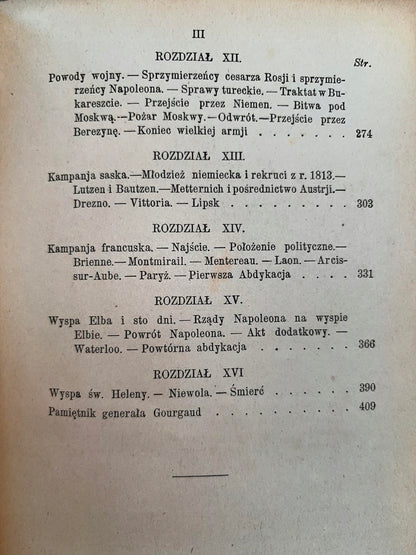 III
ROZDZIAŁ XII.
Str.
Powody wojny. — Sprzymierzeńcy cesarza Rosji i sprzymie-
rzeńcy Napoleona. — Sprawy tureckie. — Traktat w Bu-
kareszcie. — Przejście przez Niemen. — Bitwa pod
Moskwą.—Pożar Moskwy.—Odwrót.—Przejście przez
Berezynę. — Koniec wielkiej armji . . . . . . . 274
ROZDZIAŁ XIII.
Kampanja saska.—Młodzież niemiecka i rekruci z r. 1813.—
Lutzen i Bautzen.—Metternich i pośrednictwo Austrji.—
Drezno. — Vittoria. — Lipsk . . . . . . . . . 303
ROZDZIAŁ XIV.
Kampanja francuska. — Najście. — Położenie polityczne.—
Brienne.— Montmirail. — Mentereau. — Laon. — Arcis-
sur-Aube. — Paryż. — Pierwsza Abdykacja . . . . 331
ROZDZIAŁ XV.
Wyspa Elba i sto dni. — Rządy Napoleona na wyspie
Elbie. — Powrót Napoleona. — Akt dodatkowy. —
Waterloo. — Powtórna abdykacja . . . . . . . 366
ROZDZIAŁ XVI
Wyspa św. Heleny. — Niewola. — Śmierć . . . . . . 390
Pamiętnik generała Gourgaud . . . . . . . . . . 409